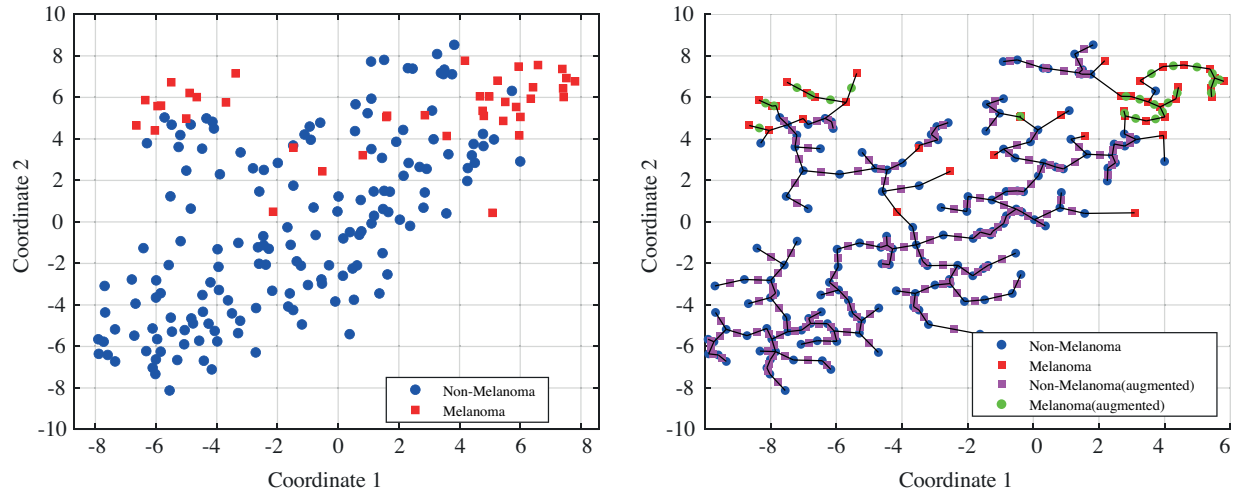 10
8
6
4
2
0
-2
-4
-6
-8
-10
Coordinate 2
-8 -6 -4 -2 0 2 4 6 8
Coordinate 1
Non-Melanoma
Melanoma
10
8
6
4
2
0
-2
-4
-6
-8
-10
Coordinate 2
-8 -6 -4 -2 0 2 4 6
Coordinate 1
Non-Melanoma
Melanoma
Non-Melanoma(augmented)
Melanoma(augmented)